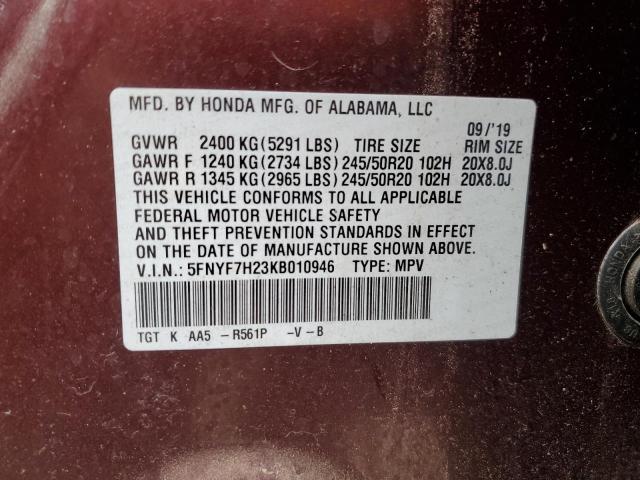 MFD. BY HONDA MFG. OF ALABAMA, LLC
09/'19
GVWR 2400 KG(5291 LBS) TIRE SIZE RIM SIZE
GAWR F 1240 KG(2734 LBS)245/50R20 102H 20X8.0J
GAWR R 1345 KG(2965 LBS)245/50R20 102H 20X8.0J
THIS VEHICLE CONFORMS TO ALL APPLICABLE
FEDERAL MOTOR VEHICLE SAFETY
AND THEFT PREVENTION STANDARDS IN EFFECT
ON THE DATE OF MANUFACTURE SHOWN ABOVE.
V.I.N.: 5FNYF7H23KB010946 TYPE: MPV
TGT K AA5 -R561P -V-B